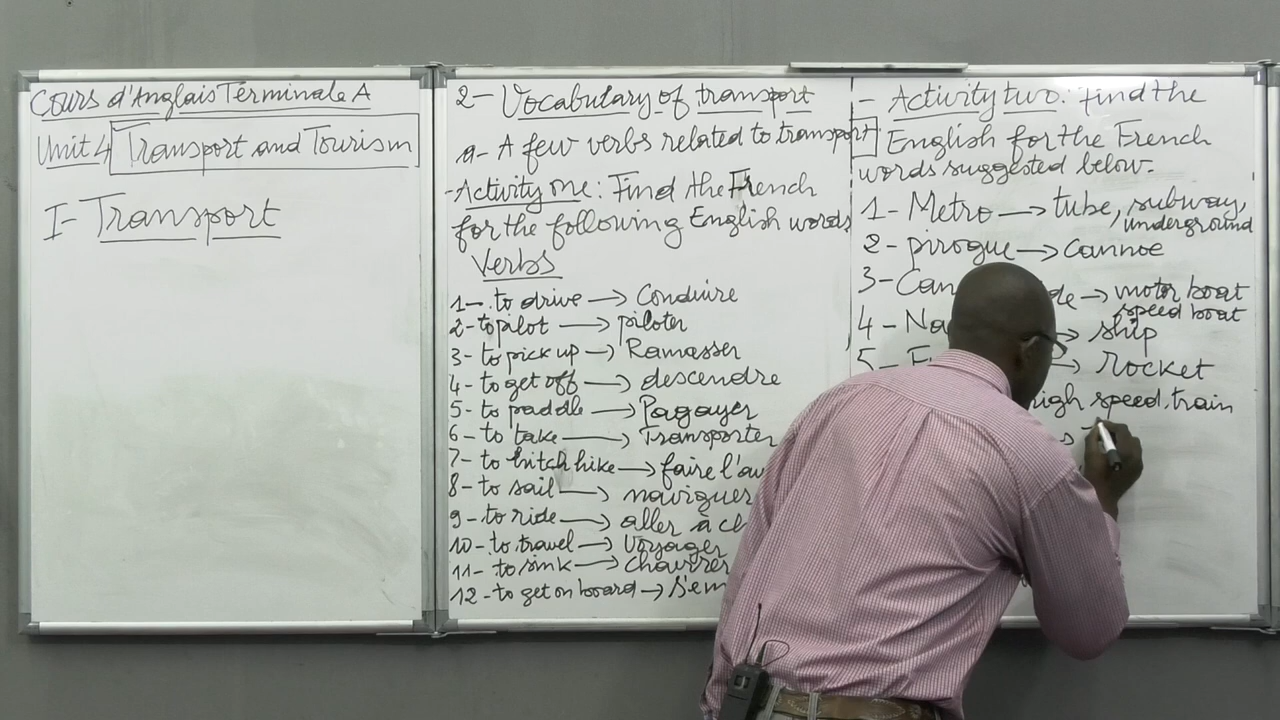 Cours d'Anglais Terminale A
Unit 4 Transport and Tourism
I- Transport
2- Vocabulary of transport
a- A few verbs related to transport
- Activity one: Find the French
for the following English words
Verbs
1- to drive → Conduire
2- to pilot → piloter
3- to pick up → Ramasser
4- to get off → descendre
5- to paddle → Pagayer
6- to take → Transporter
7- to hitch hike → faire l'au
8- to sail → naviguer
9- to ride → aller à ch
10- to travel → Voyager
11- to sink → Chavirer
12- to get on board → S'em
- Activity two: Find the
English for the French
words suggested below.
1- Metro → tube, subway,
underground
2- pirogue → Cannoe
3- Can de → motor boat
speed boat
4- Na → ship
5- F → rocket
high speed train